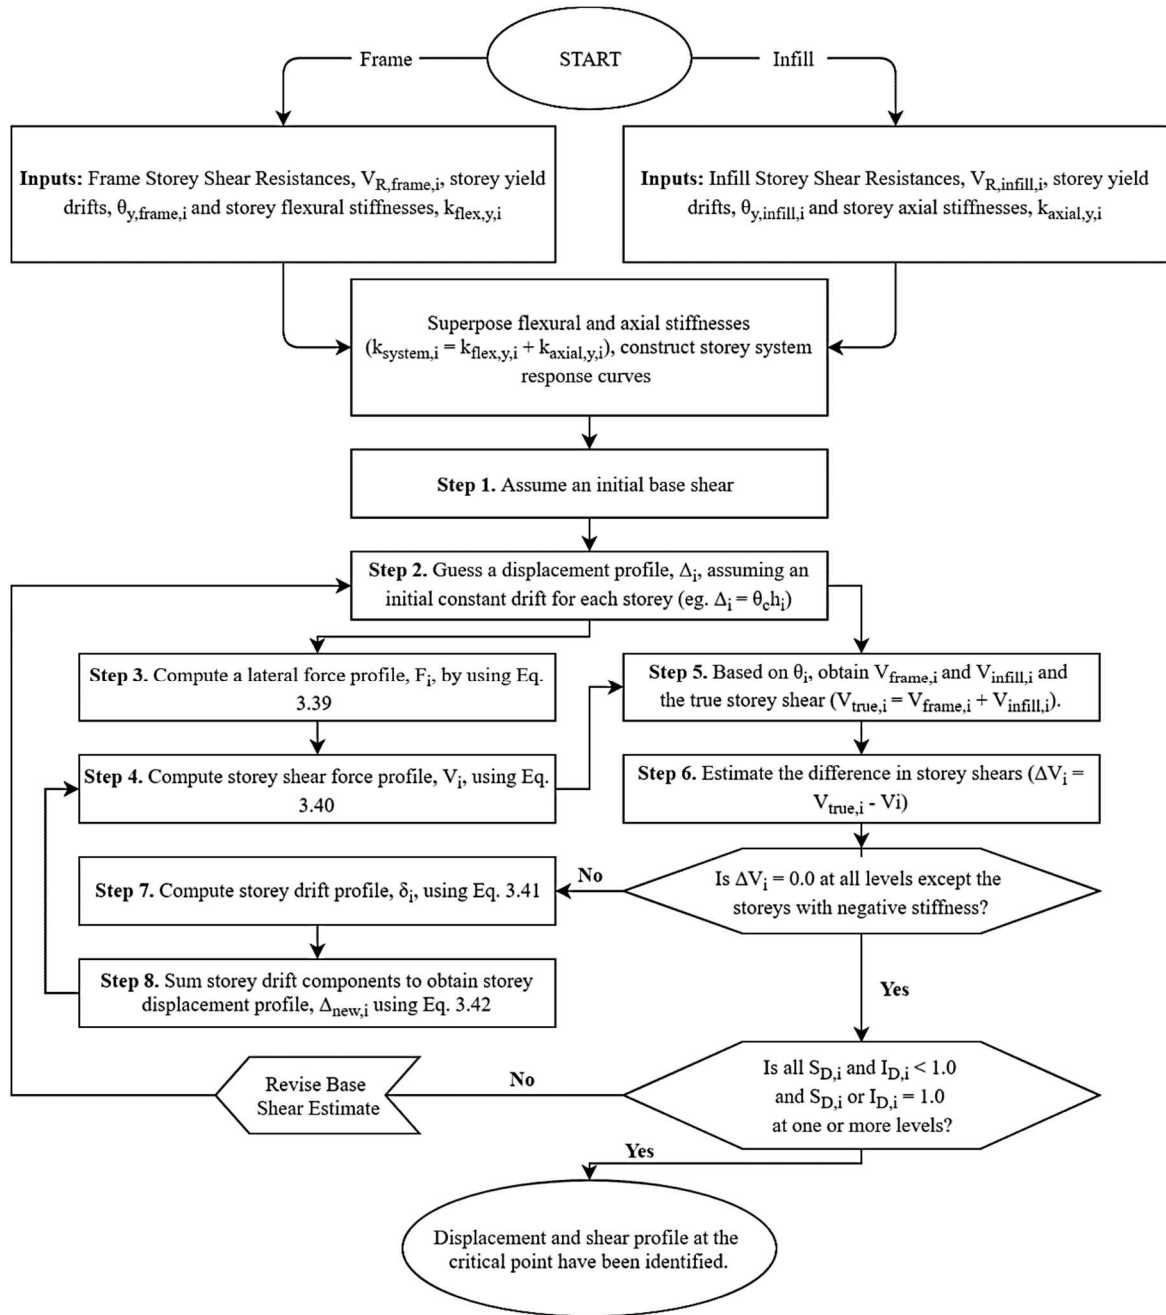 Frame
START
Infill
Inputs: Frame Storey Shear Resistances, V_R,frame,i, storey yield
drifts, θ_y,frame,i and storey flexural stiffnesses, k_flex,y,i
Inputs: Infill Storey Shear Resistances, V_R,infill,i, storey yield
drifts, θ_y,infill,i and storey axial stiffnesses, k_axial,y,i
Superpose flexural and axial stiffnesses
(k_system,i = k_flex,y,i + k_axial,y,i), construct storey system
response curves
Step 1. Assume an initial base shear
Step 2. Guess a displacement profile, Δ_i, assuming an
initial constant drift for each storey (eg. Δ_i = θ_c h_i)
Step 3. Compute a lateral force profile, F_i, by using Eq.
3.39
Step 4. Compute storey shear force profile, V_i, using Eq.
3.40
Step 5. Based on θ_i, obtain V_frame,i and V_infill,i and
the true storey shear (V_true,i = V_frame,i + V_infill,i).
Step 6. Estimate the difference in storey shears (ΔV_i =
V_true,i - Vi)
Is ΔV_i = 0.0 at all levels except the
storeys with negative stiffness?
No
Step 7. Compute storey drift profile, δ_i, using Eq. 3.41
Step 8. Sum storey drift components to obtain storey
displacement profile, Δ_new,i using Eq. 3.42
Yes
Is all S_D,i and I_D,i < 1.0
and S_D,i or I_D,i = 1.0
at one or more levels?
No
Revise Base
Shear Estimate
Yes
Displacement and shear profile at the
critical point have been identified.